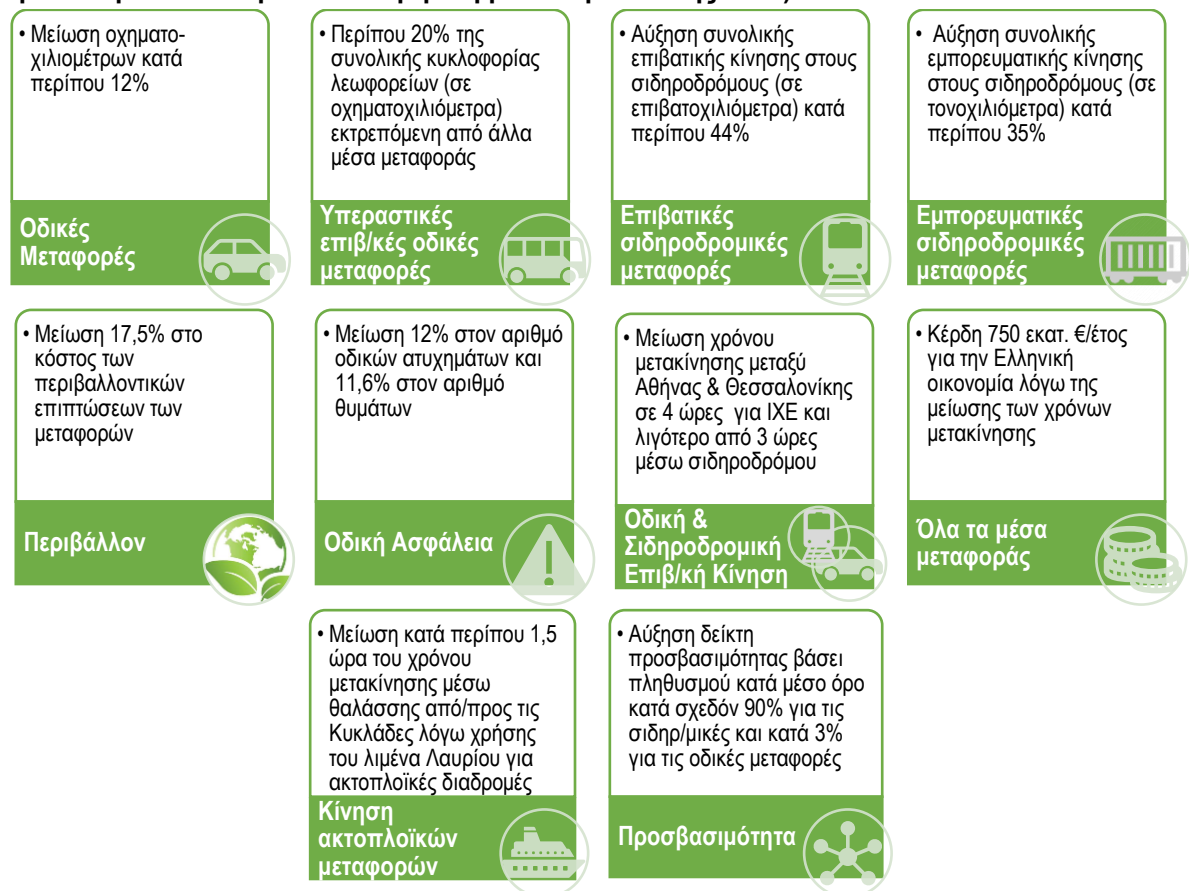 • Μείωση οχηματο-
χιλιομέτρων κατά
περίπου 12%
Οδικές
Μεταφορές
• Περίπου 20% της
συνολικής κυκλοφορίας
λεωφορείων (σε
οχηματοχιλιόμετρα)
εκτρεπόμενη από άλλα
μέσα μεταφοράς
Υπεραστικές
επιβ/κές οδικές
μεταφορές
• Αύξηση συνολικής
επιβατικής κίνησης στους
σιδηροδρόμους (σε
επιβατοχιλιόμετρα) κατά
περίπου 44%
Επιβατικές
σιδηροδρομικές
μεταφορές
• Αύξηση συνολικής
εμπορευματικής κίνησης
στους σιδηροδρόμους (σε
τονοχιλιόμετρα) κατά
περίπου 35%
Εμπορευματικές
σιδηροδρομικές
μεταφορές
• Μείωση 17,5% στο
κόστος των
περιβαλλοντικών
επιπτώσεων των
μεταφορών
Περιβάλλον
• Μείωση 12% στον αριθμό
οδικών ατυχημάτων και
11,6% στον αριθμό
θυμάτων
Οδική Ασφάλεια
• Μείωση χρόνου
μετακίνησης μεταξύ
Αθήνας & Θεσσαλονίκης
σε 4 ώρες για ΙΧΕ και
λιγότερο από 3 ώρες
μέσω σιδηροδρόμου
Οδική &
Σιδηροδρομική
Επιβ/κή Κίνηση
• Κέρδη 750 εκατ. €/έτος
για την Ελληνική
οικονομία λόγω της
μείωσης των χρόνων
μετακίνησης
Όλα τα μέσα
μεταφοράς
• Μείωση κατά περίπου 1,5
ώρα του χρόνου
μετακίνησης μέσω
θαλάσσης από/προς τις
Κυκλάδες λόγω χρήσης
του λιμένα Λαυρίου για
ακτοπλοϊκές διαδρομές
Κίνηση
ακτοπλοϊκών
μεταφορών
• Αύξηση δείκτη
προσβασιμότητας βάσει
πληθυσμού κατά μέσο όρο
κατά σχεδόν 90% για τις
σιδηρ/μικές και κατά 3%
για τις οδικές μεταφορές
Προσβασιμότητα